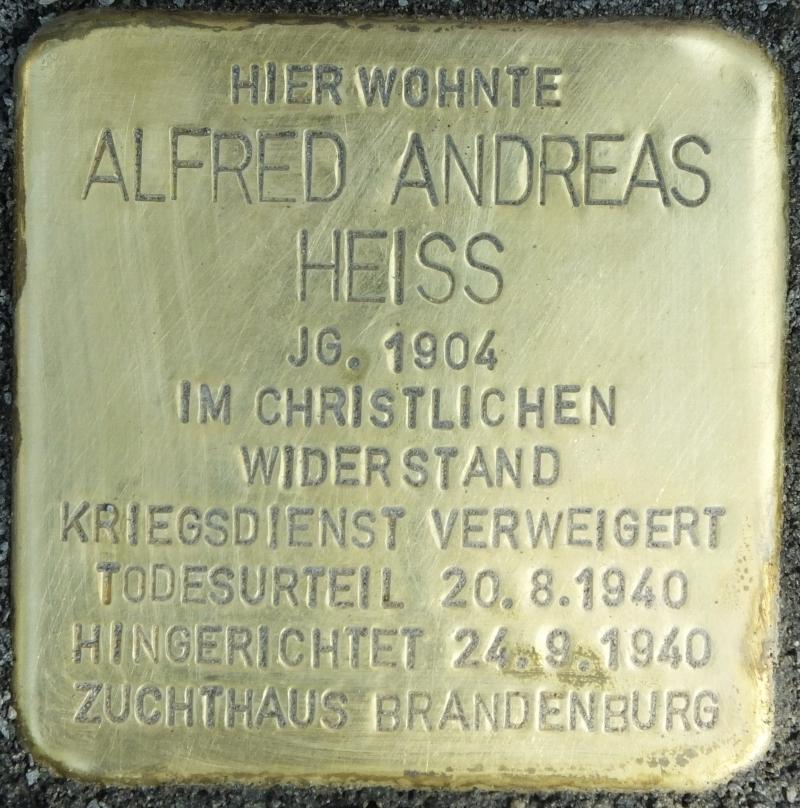 HIER WOHNTE
ALFRED ANDREAS
HEISS
JG. 1904
IM CHRISTLICHEN
WIDERSTAND
KRIEGSDIENST VERWEIGERT
TODESURTEIL 20.8.1940
HINGERICHTET 24.9.1940
ZUCHTHAUS BRANDENBURG